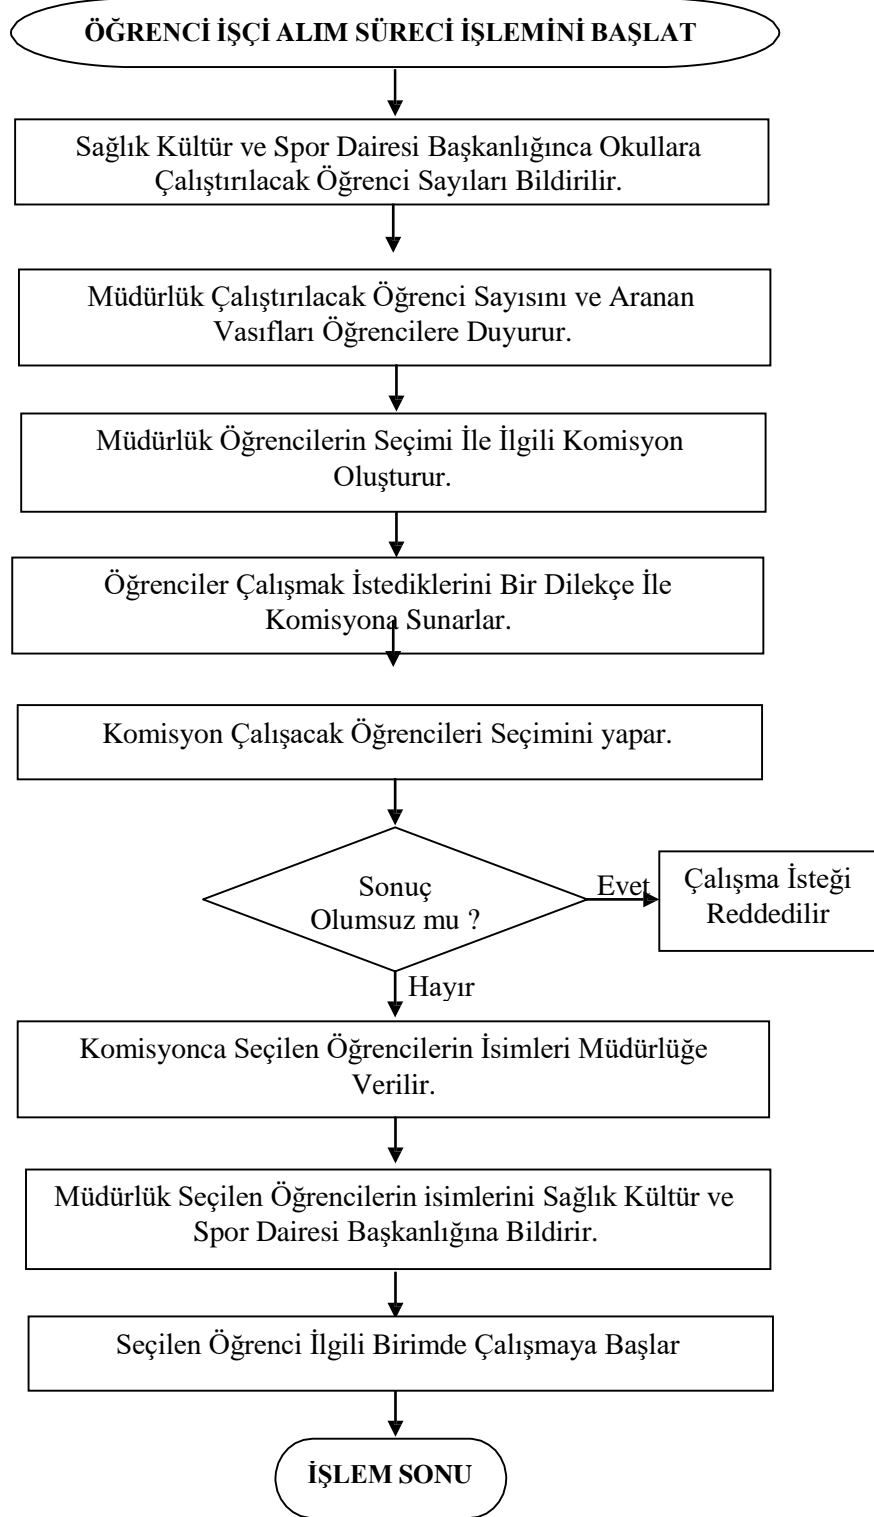 ÖĞRENCİ İŞÇİ ALIM SÜRECİ İŞLEMİNİ BAŞLAT
Sağlık Kültür ve Spor Dairesi Başkanlığınca Okullara
Çalıştırılacak Öğrenci Sayıları Bildirilir.
Müdürlük Çalıştırılacak Öğrenci Sayısını ve Aranan
Vasıfları Öğrencilere Duyurur.
Müdürlük Öğrencilerin Seçimi İle İlgili Komisyon
Oluşturur.
Öğrenciler Çalışmak İstediklerini Bir Dilekçe İle
Komisyona Sunarlar.
Komisyon Çalışacak Öğrencileri Seçimini yapar.
Sonuç
Olumsuz mu ?
Evet
Çalışma İsteği
Reddedilir
Hayır
Komisyonca Seçilen Öğrencilerin İsimleri Müdürlüğe
Verilir.
Müdürlük Seçilen Öğrencilerin isimlerini Sağlık Kültür ve
Spor Dairesi Başkanlığına Bildirir.
Seçilen Öğrenci İlgili Birimde Çalışmaya Başlar
İŞLEM SONU